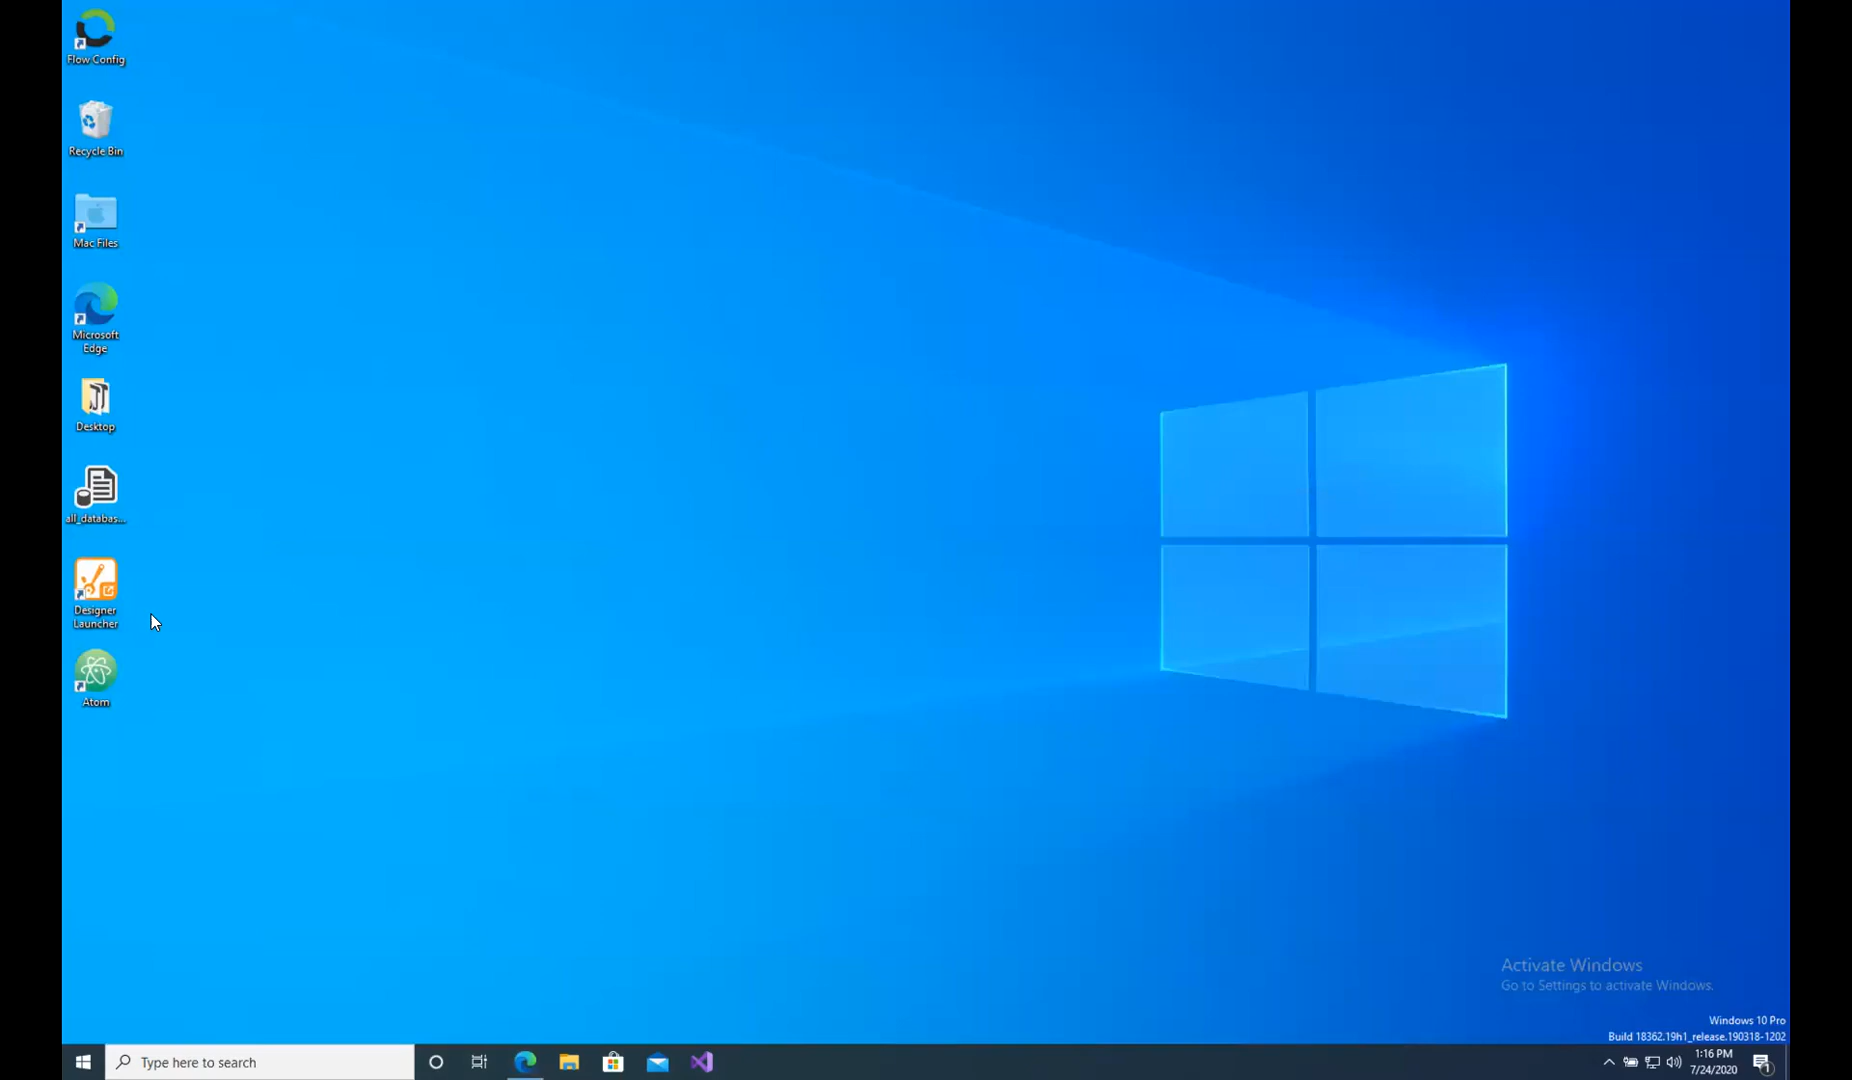 Flow Config
Recycle Bin
Mac Files
Microsoft
Edge
Desktop
all_databas...
Designer
Launcher
Atom
Activate Windows
Go to Settings to activate Windows.
Windows 10 Pro
Build 18362.19h1_release.190318-1202
Type here to search
1:16 PM
7/24/2020
1